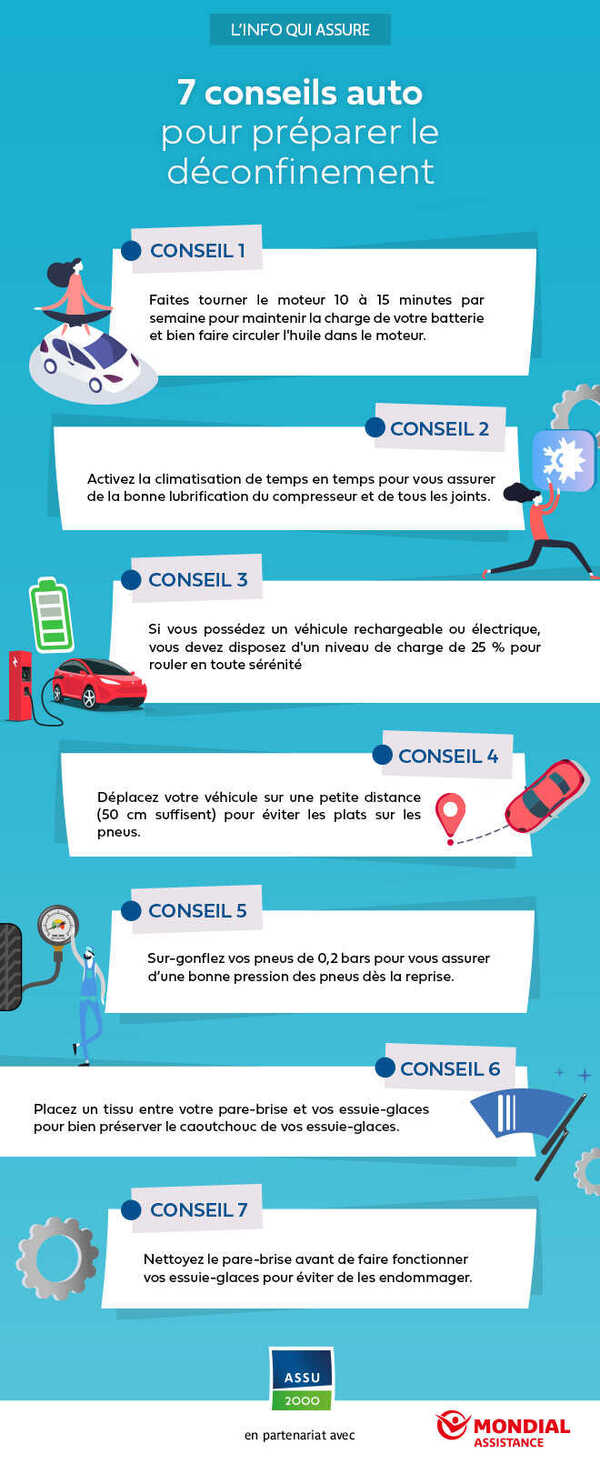 L'INFO QUI ASSURE
7 conseils auto
pour préparer le
déconfinement
CONSEIL 1
Faites tourner le moteur 10 à 15 minutes par
semaine pour maintenir la charge de votre batterie
et bien faire circuler l'huile dans le moteur.
CONSEIL 2
Activez la climatisation de temps en temps pour vous assurer
de la bonne lubrification du compresseur et de tous les joints.
CONSEIL 3
Si vous possédez un véhicule rechargeable ou électrique,
vous devez disposez d'un niveau de charge de 25 % pour
rouler en toute sérénité
CONSEIL 4
Déplacez votre véhicule sur une petite distance
(50 cm suffisent) pour éviter les plats sur les
pneus.
CONSEIL 5
Sur-gonflez vos pneus de 0,2 bars pour vous assurer
d'une bonne pression des pneus dès la reprise.
CONSEIL 6
Placez un tissu entre votre pare-brise et vos essuie-glaces
pour bien préserver le caoutchouc de vos essuie-glaces.
CONSEIL 7
Nettoyez le pare-brise avant de faire fonctionner
vos essuie-glaces pour éviter de les endommager.
ASSU
2000
en partenariat avec
MONDIAL
ASSISTANCE